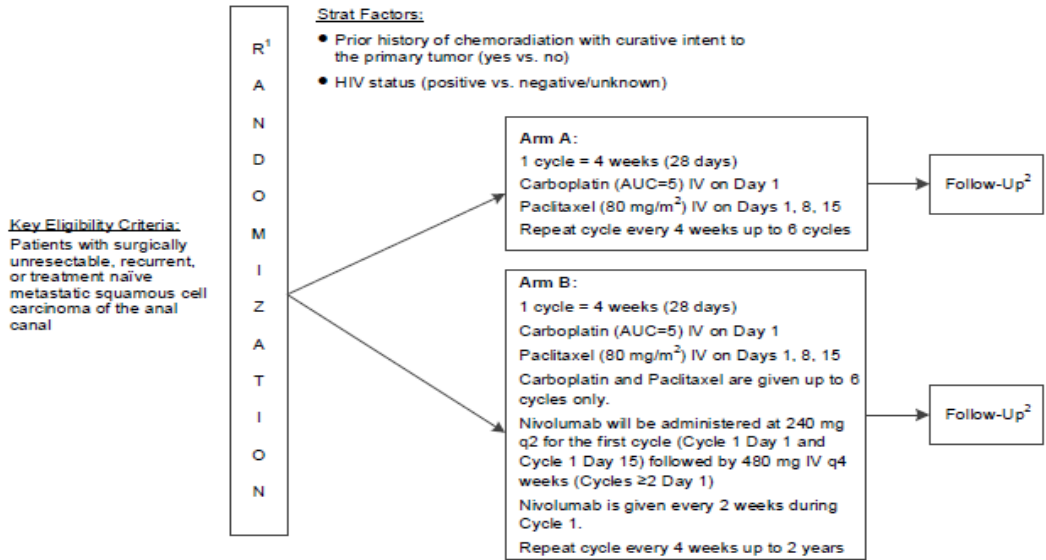 Strat Factors:
● Prior history of chemoradiation with curative intent to
the primary tumor (yes vs. no)
● HIV status (positive vs. negative/unknown)
Key Eligibility Criteria:
Patients with surgically
unresectable, recurrent,
or treatment naïve
metastatic squamous cell
carcinoma of the anal
canal
R¹
A
N
D
O
M
I
Z
A
T
I
O
N
Arm A:
1 cycle = 4 weeks (28 days)
Carboplatin (AUC=5) IV on Day 1
Paclitaxel (80 mg/m²) IV on Days 1, 8, 15
Repeat cycle every 4 weeks up to 6 cycles
Follow-Up²
Arm B:
1 cycle = 4 weeks (28 days)
Carboplatin (AUC=5) IV on Day 1
Paclitaxel (80 mg/m²) IV on Days 1, 8, 15
Carboplatin and Paclitaxel are given up to 6
cycles only.
Nivolumab will be administered at 240 mg
q2 for the first cycle (Cycle 1 Day 1 and
Cycle 1 Day 15) followed by 480 mg IV q4
weeks (Cycles ≥2 Day 1)
Nivolumab is given every 2 weeks during
Cycle 1.
Repeat cycle every 4 weeks up to 2 years
Follow-Up²